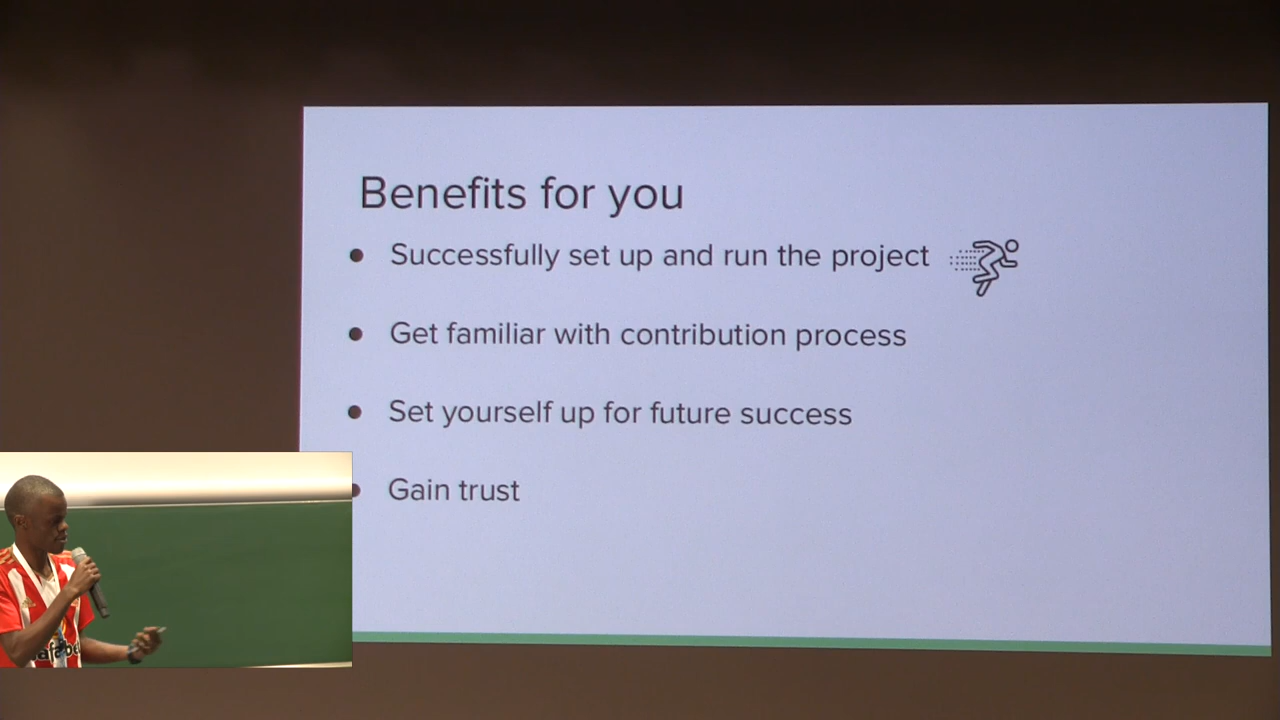 Benefits for you
● Successfully set up and run the project
● Get familiar with contribution process
● Set yourself up for future success
● Gain trust